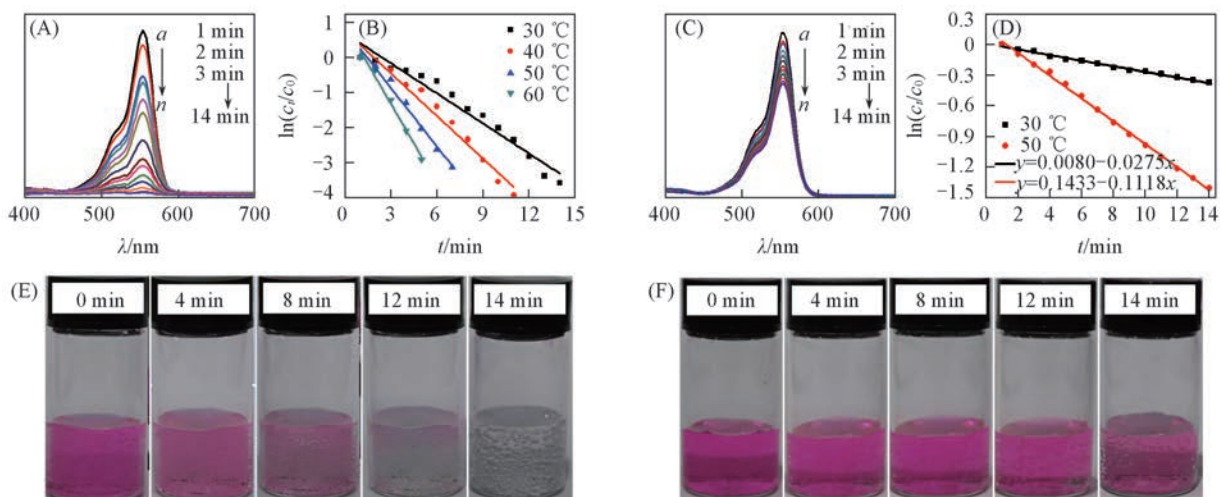 (A)
a
n
1 min
2 min
3 min
14 min
400 500 600 700
λ/nm
(B)
30 ℃
40 ℃
50 ℃
60 ℃
ln(cₜ/c₀)
1
0
−1
−2
−3
−4
0 3 6 9 12 15
t/min
(C)
a
n
1 min
2 min
3 min
14 min
400 500 600 700
λ/nm
(D)
ln(cₜ/c₀)
0.3
0
−0.3
−0.6
−0.9
−1.2
−1.5
30 ℃
50 ℃
y=0.0080−0.0275x
y=0.1433−0.1118x
0 2 4 6 8 10 12 14
t/min
(E)
0 min 4 min 8 min 12 min 14 min
(F)
0 min 4 min 8 min 12 min 14 min